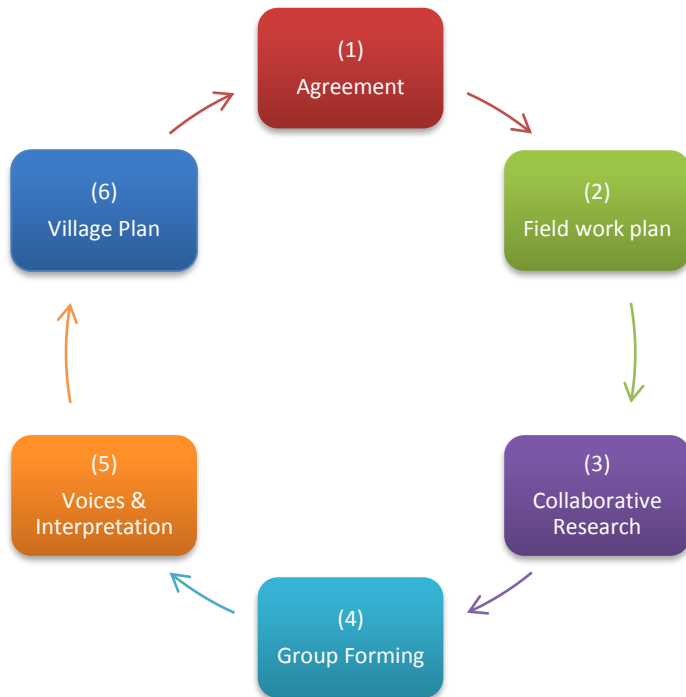 (1)
Agreement
(2)
Field work plan
(3)
Collaborative
Research
(4)
Group Forming
(5)
Voices &
Interpretation
(6)
Village Plan